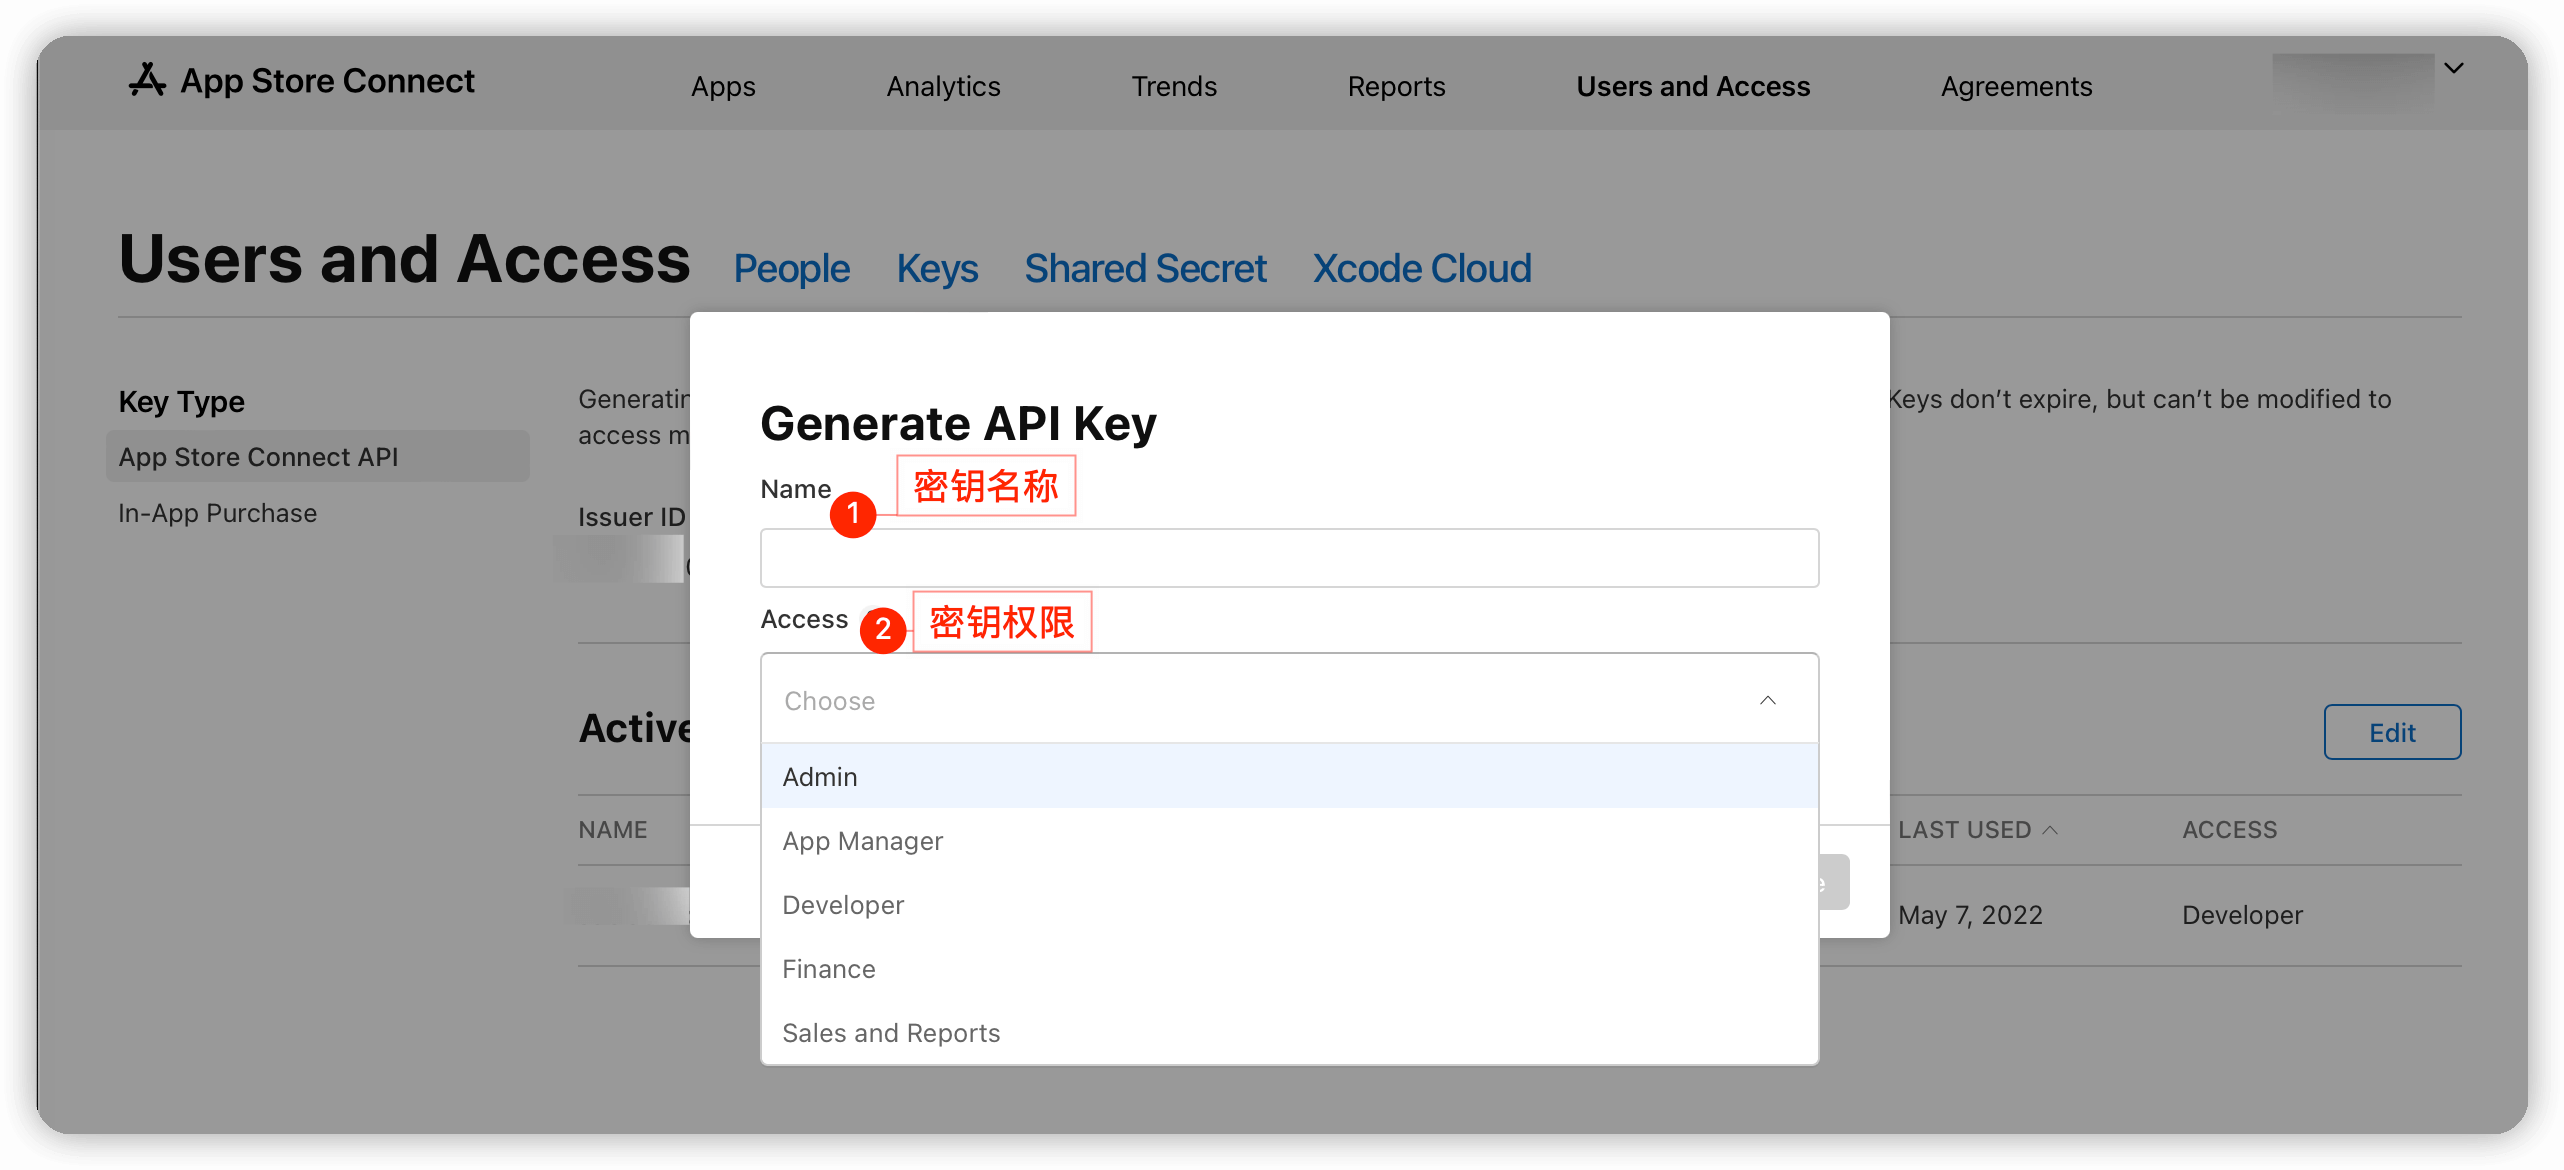 App Store Connect
Apps
Analytics
Trends
Reports
Users and Access
Agreements
Users and Access
People
Keys
Shared Secret
Xcode Cloud
Key Type
App Store Connect API
In-App Purchase
Keys don’t expire, but can’t be modified to
access
Issuer ID
Generate API Key
Name
1
密钥名称
Access
2
密钥权限
Choose
Admin
App Manager
Developer
Finance
Sales and Reports
Active
Edit
NAME
LAST USED
ACCESS
May 7, 2022
Developer